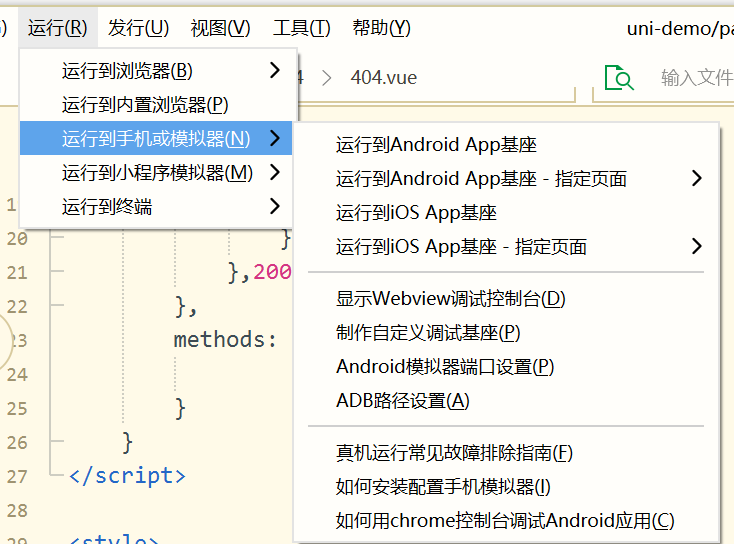 运行(R) 发行(U) 视图(V) 工具(T) 帮助(Y) uni-demo/pa
运行到浏览器(B)
运行到内置浏览器(P)
运行到手机或模拟器(N)
运行到小程序模拟器(M)
运行到终端
404.vue
输入文件
运行到Android App基座
运行到Android App基座 - 指定页面
运行到iOS App基座
运行到iOS App基座 - 指定页面
显示Webview调试控制台(D)
制作自定义调试基座(P)
Android模拟器端口设置(P)
ADB路径设置(A)
真机运行常见故障排除指南(F)
如何安装配置手机模拟器(I)
如何用chrome控制台调试Android应用(C)
20 }
21 },200
22 },
23 methods:
24
25 }
26 }
27 </script>
28
<style>